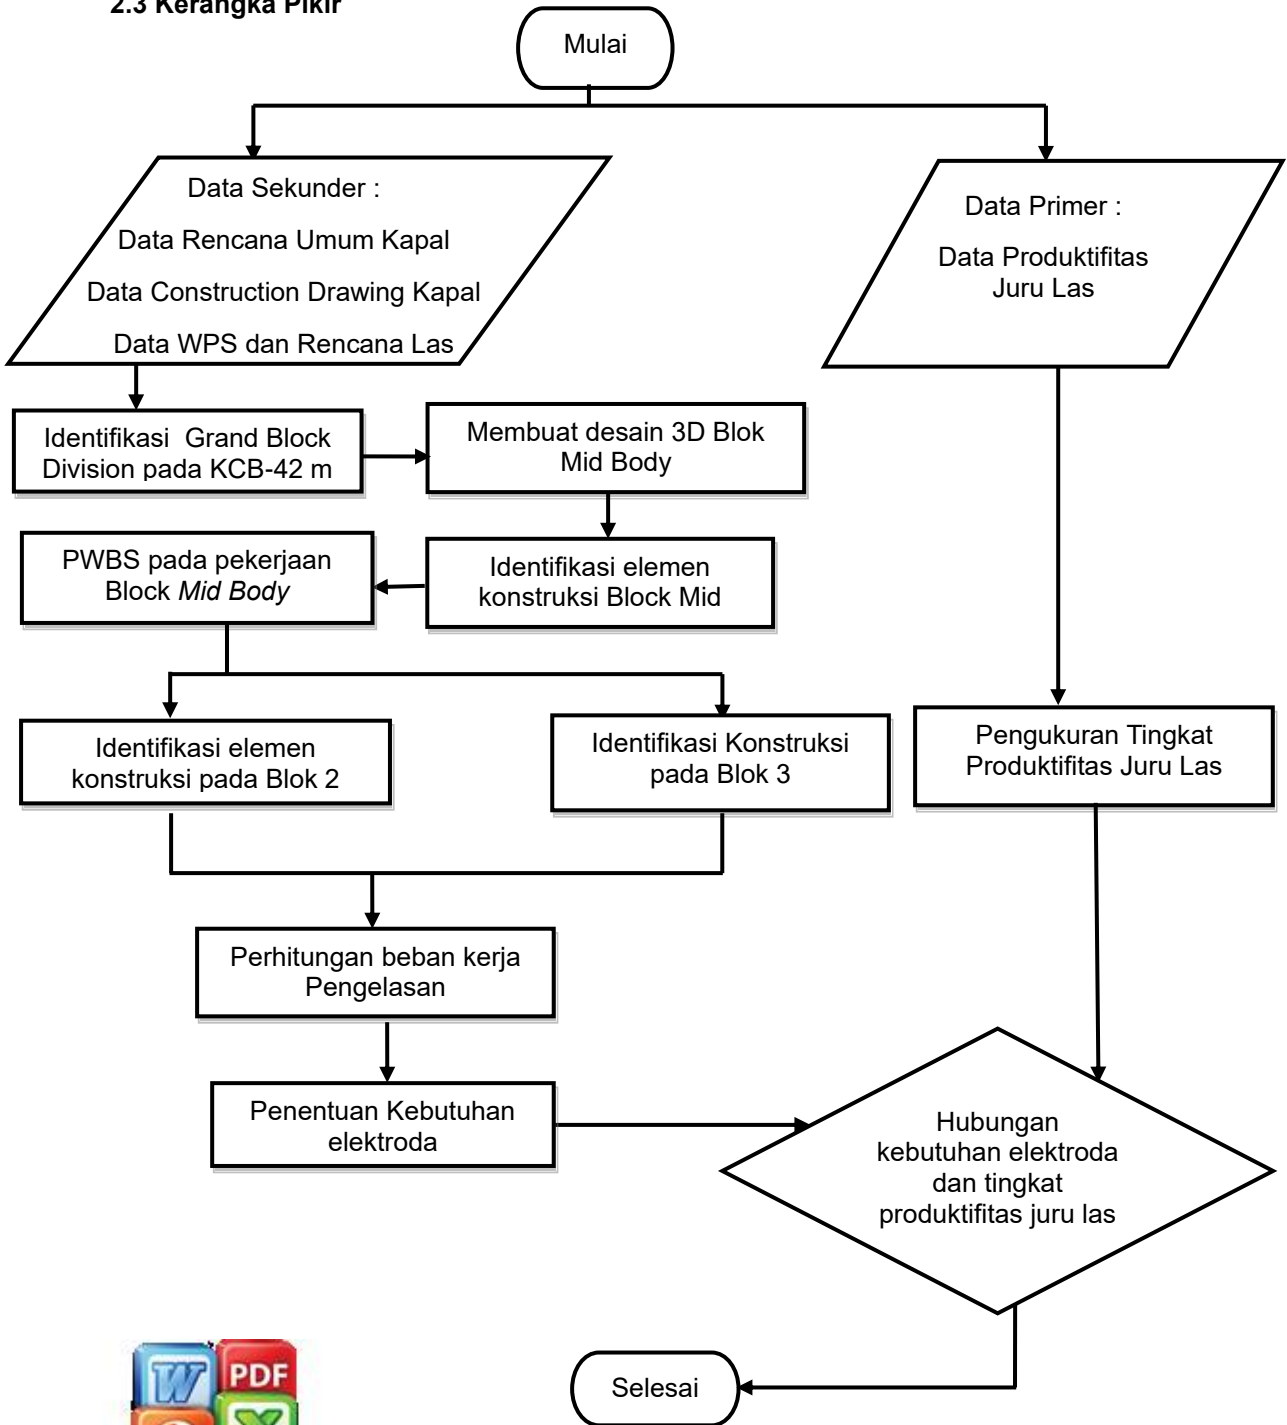 2.3 Kerangka Pikir
Mulai
Data Sekunder :
Data Rencana Umum Kapal
Data Construction Drawing Kapal
Data WPS dan Rencana Las
Data Primer :
Data Produktifitas
Juru Las
Identifikasi Grand Block
Division pada KCB-42 m
Membuat desain 3D Blok
Mid Body
PWBS pada pekerjaan
Block Mid Body
Identifikasi elemen
konstruksi Block Mid
Identifikasi elemen
konstruksi pada Blok 2
Identifikasi Konstruksi
pada Blok 3
Pengukuran Tingkat
Produktifitas Juru Las
Perhitungan beban kerja
Pengelasan
Penentuan Kebutuhan
elektroda
Hubungan
kebutuhan elektroda
dan tingkat
produktifitas juru las
Selesai
W
PDF
X